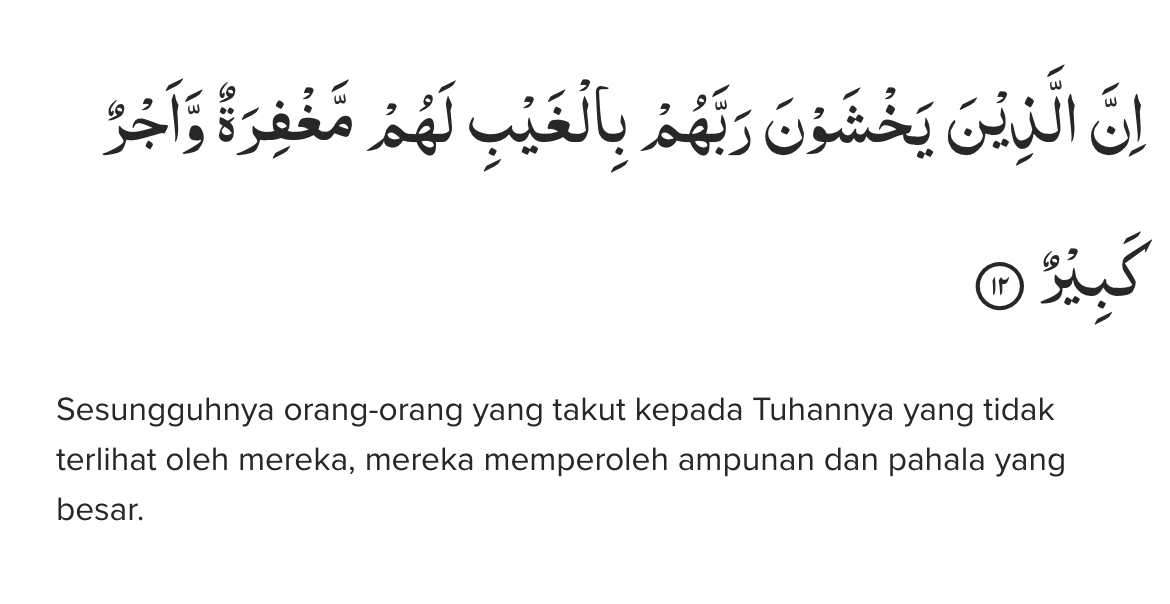 اِنَّ الَّذِيْنَ يَخْشَوْنَ رَبَّهُمْ بِالْغَيْبِ لَهُمْ مَّغْفِرَةٌ وَّاَجْرٌ
كَبِيْرٌ ١٢
Sesungguhnya orang-orang yang takut kepada Tuhannya yang tidak
terlihat oleh mereka, mereka memperoleh ampunan dan pahala yang
besar.